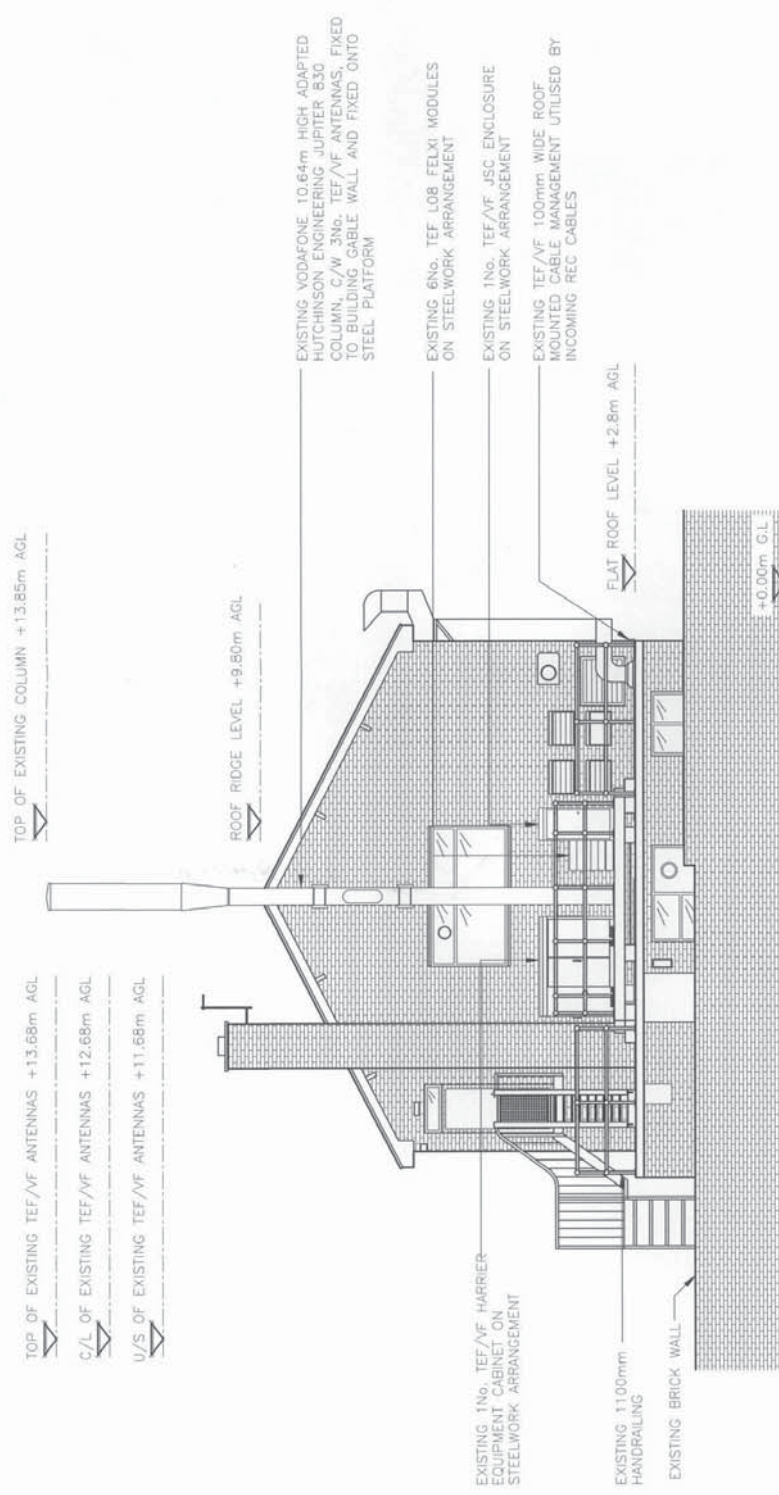 TOP OF EXISTING TEF/VF ANTENNAS +13.68m AGL
C/L OF EXISTING TEF/VF ANTENNAS +12.68m AGL
U/S OF EXISTING TEF/VF ANTENNAS +11.68m AGL
TOP OF EXISTING COLUMN +13.85m AGL
ROOF RIDGE LEVEL +9.80m AGL
EXISTING VODAFONE 10.64m HIGH ADAPTED
HUTCHINSON ENGINEERING JUPITER 830
COLUMN, C/W 3No. TEF/VF ANTENNAS, FIXED
TO BUILDING GABLE WALL AND FIXED ONTO
STEEL PLATFORM
EXISTING 6No. TEF L08 FELXI MODULES
ON STEELWORK ARRANGEMENT
EXISTING 1No. TEF/VF JSC ENCLOSURE
ON STEELWORK ARRANGEMENT
EXISTING TEF/VF 100mm WIDE ROOF
MOUNTED CABLE MANAGEMENT UTILISED BY
INCOMING REC CABLES
FLAT ROOF LEVEL +2.8m AGL
+0.00m G.L
EXISTING 1No. TEF/VF HARRIER
EQUIPMENT CABINET ON
STEELWORK ARRANGEMENT
EXISTING 1100mm
HANDRAILING
EXISTING BRICK WALL